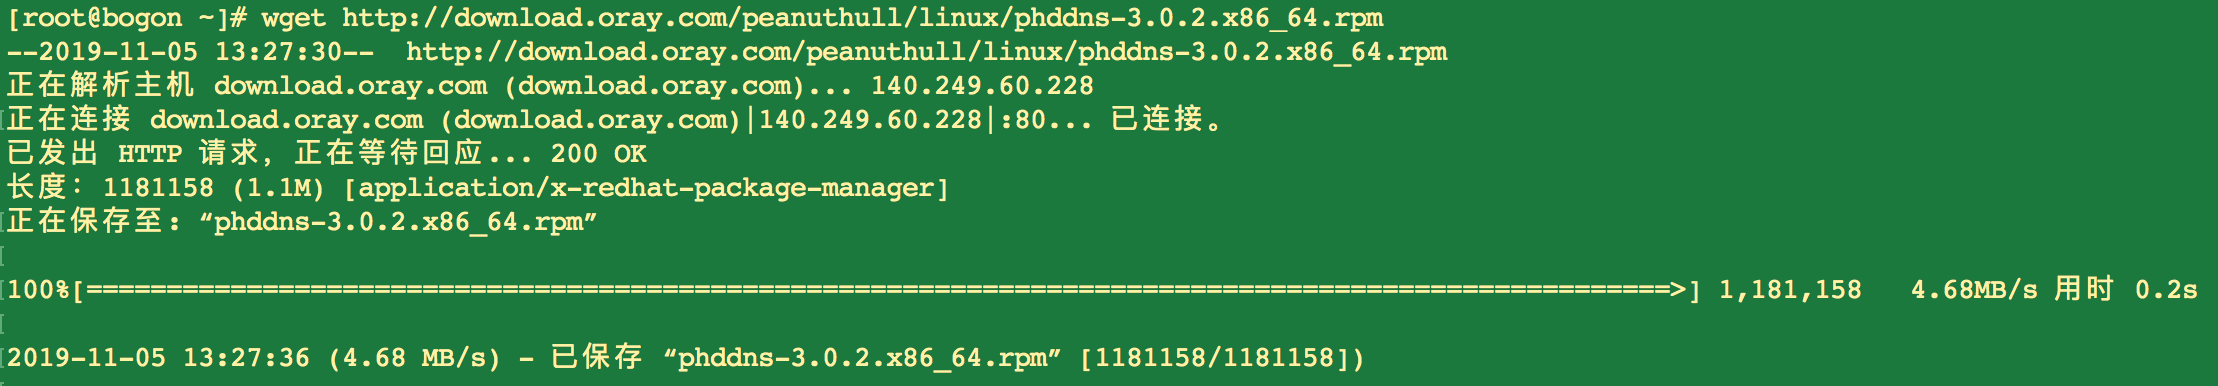 [root@bogon ~]# wget http://download.oray.com/peanuthull/linux/phddns-3.0.2.x86_64.rpm
--2019-11-05 13:27:30--  http://download.oray.com/peanuthull/linux/phddns-3.0.2.x86_64.rpm
正在解析主机 download.oray.com (download.oray.com)... 140.249.60.228
正在连接 download.oray.com (download.oray.com)|140.249.60.228|:80... 已连接。
已发出 HTTP 请求，正在等待回应... 200 OK
长度：1181158 (1.1M) [application/x-redhat-package-manager]
正在保存至: “phddns-3.0.2.x86_64.rpm”
100%[===================================================================================================>] 1,181,158   4.68MB/s 用时 0.2s
2019-11-05 13:27:36 (4.68 MB/s) - 已保存 “phddns-3.0.2.x86_64.rpm” [1181158/1181158])